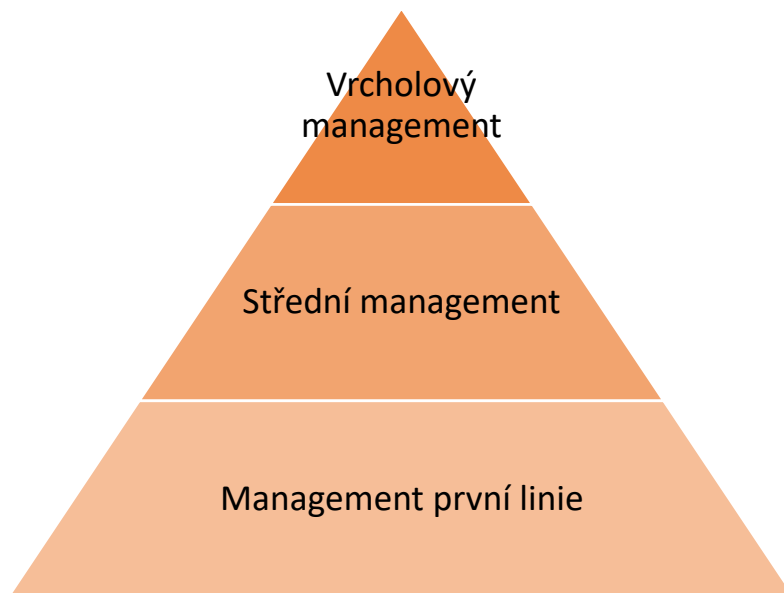 Vrcholový
management
Střední management
Management první linie